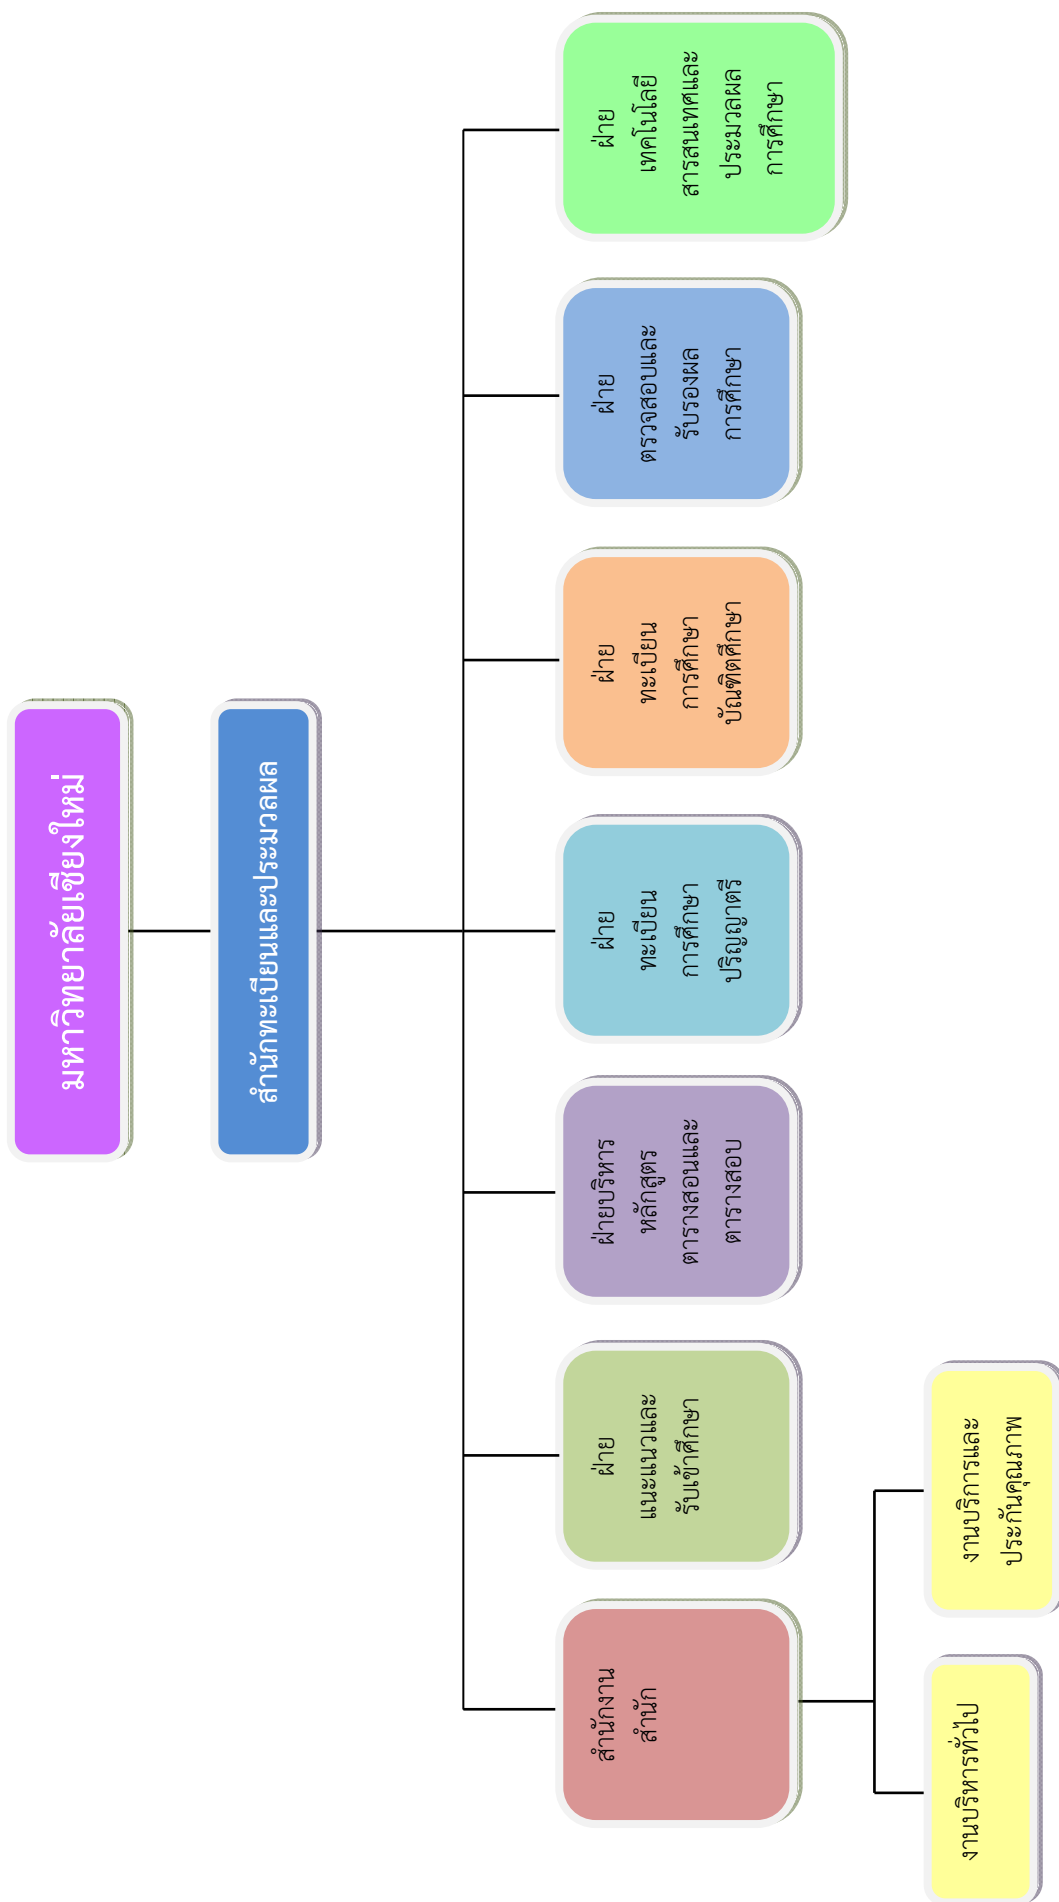 มหาวิทยาลัยเชียงใหม่
สำนักทะเบียนและประมวลผล
สำนักงาน
สำนัก
ฝ่าย
แนะแนวและ
รับเข้าศึกษา
ฝ่ายบริหาร
หลักสูตร
ตารางสอนและ
ตารางสอบ
ฝ่าย
ทะเบียน
การศึกษา
ปริญญาตรี
ฝ่าย
ทะเบียน
การศึกษา
บัณฑิตศึกษา
ฝ่าย
ตรวจสอบและ
รับรองผล
การศึกษา
ฝ่าย
เทคโนโลยี
สารสนเทศและ
ประมวลผล
การศึกษา
งานบริหารทั่วไป
งานบริการและ
ประกันคุณภาพ